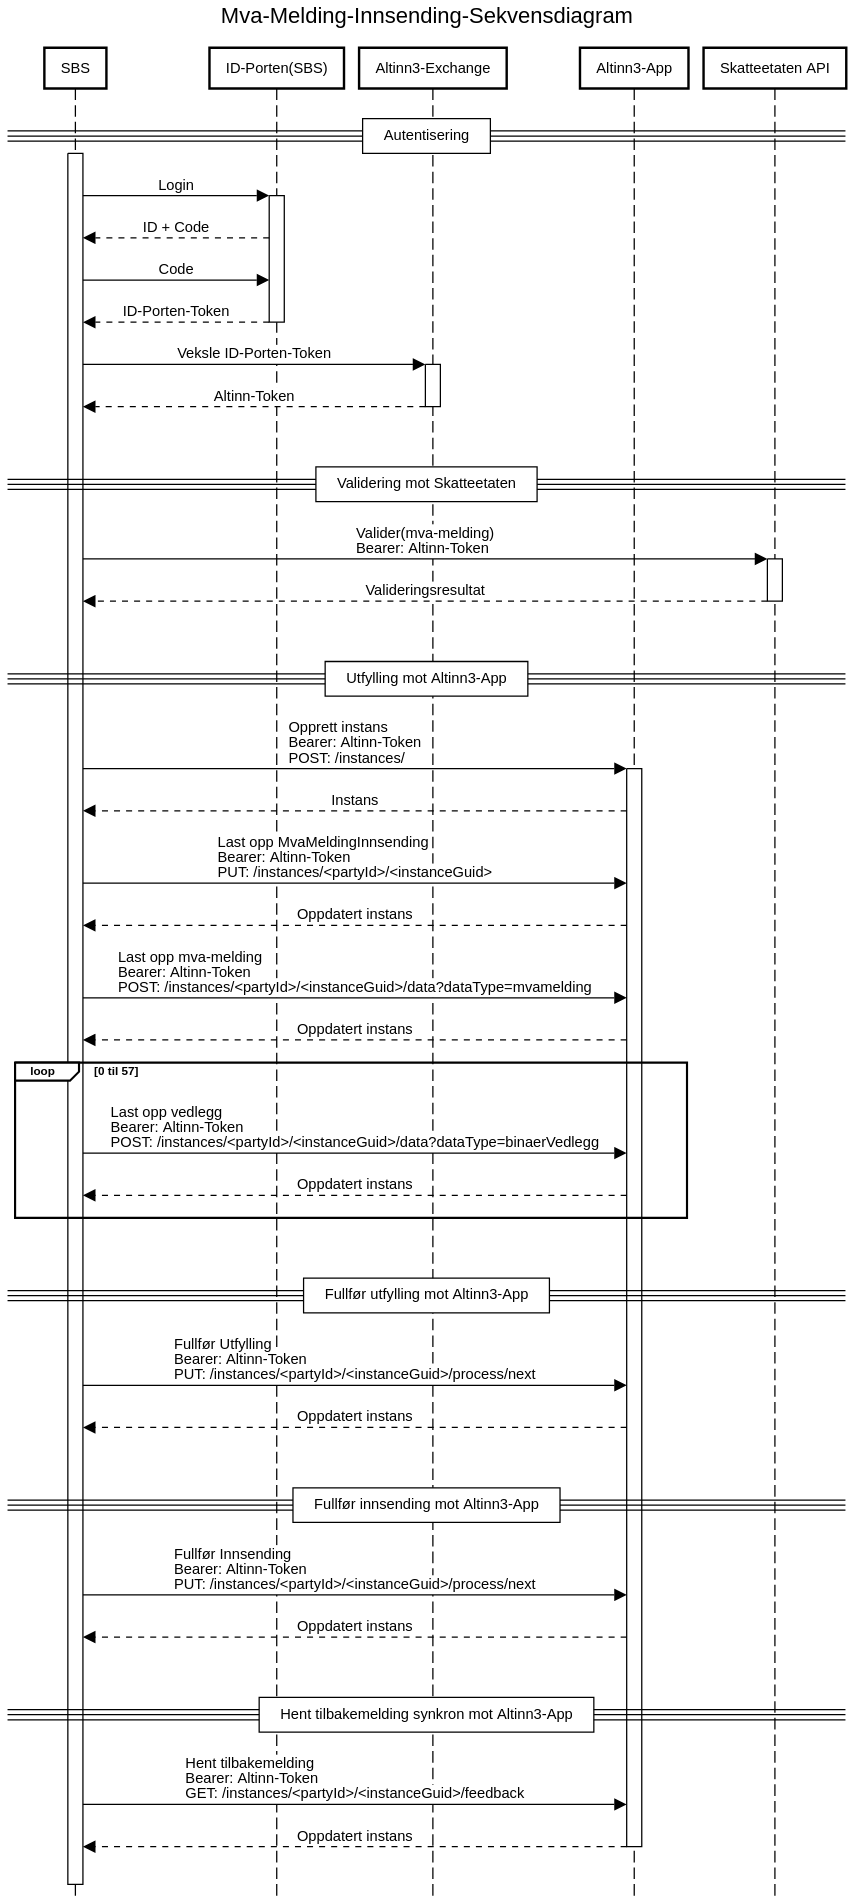 Mva-Melding-Innsending-Sekvensdiagram
SBS
ID-Porten(SBS)
Altinn3-Exchange
Altinn3-App
Skatteetaten API
Autentisering
Login
ID + Code
Code
ID-Porten-Token
Veksle ID-Porten-Token
Altinn-Token
Validering mot Skatteetaten
Valider(mva-melding)
Bearer: Altinn-Token
Valideringsresultat
Utfylling mot Altinn3-App
Opprett instans
Bearer: Altinn-Token
POST: /instances/
Instans
Last opp MvaMeldingInnsending
Bearer: Altinn-Token
PUT: /instances/<partyId>/<instanceGuid>
Oppdatert instans
Last opp mva-melding
Bearer: Altinn-Token
POST: /instances/<partyId>/<instanceGuid>/data?dataType=mvamelding
Oppdatert instans
loop
[0 til 57]
Last opp vedlegg
Bearer: Altinn-Token
POST: /instances/<partyId>/<instanceGuid>/data?dataType=binaerVedlegg
Oppdatert instans
Fullfør utfylling mot Altinn3-App
Fullfør Utfylling
Bearer: Altinn-Token
PUT: /instances/<partyId>/<instanceGuid>/process/next
Oppdatert instans
Fullfør innsending mot Altinn3-App
Fullfør Innsending
Bearer: Altinn-Token
PUT: /instances/<partyId>/<instanceGuid>/process/next
Oppdatert instans
Hent tilbakemelding synkron mot Altinn3-App
Hent tilbakemelding
Bearer: Altinn-Token
GET: /instances/<partyId>/<instanceGuid>/feedback
Oppdatert instans